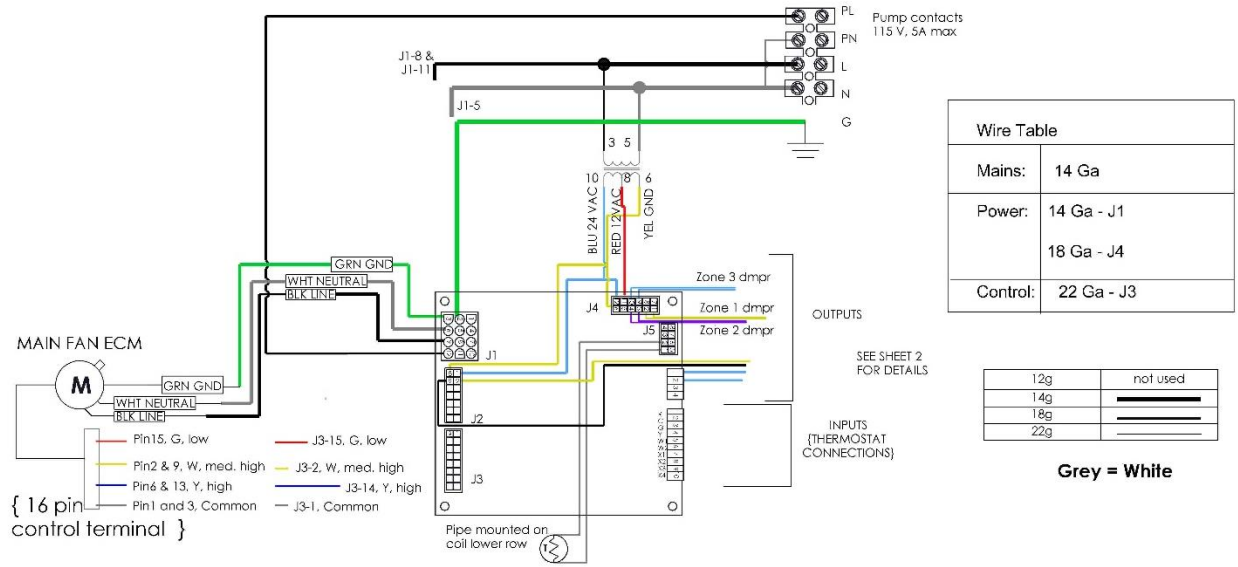 PL
Pump contacts
115 V, 5A max
PN
J1-8 &
J1-11
L
N
J1-5
G
3 5
10 8 6
BLU 24 VAC
RED 12VAC
YEL GND
Wire Table
Mains: 14 Ga
Power: 14 Ga - J1
18 Ga - J4
Control: 22 Ga - J3
GRN GND
WHT NEUTRAL
BLK LINE
Zone 3 dmpr
J4
Zone 1 dmpr
J5
Zone 2 dmpr
OUTPUTS
J1
MAIN FAN ECM
M
GRN GND
WHT NEUTRAL
BLK LINE
SEE SHEET 2
FOR DETAILS
12g not used
14g
18g
22g
J2
Pin15, G, low
J3-15, G, low
Pin2 & 9, W, med. high
J3-2, W, med. high
Pin6 & 13, Y, high
J3-14, Y, high
Pin1 and 3, Common
J3-1, Common
J3
INPUTS
{THERMOSTAT
CONNECTIONS}
Grey = White
{ 16 pin
control terminal }
Pipe mounted on
coil lower row
T